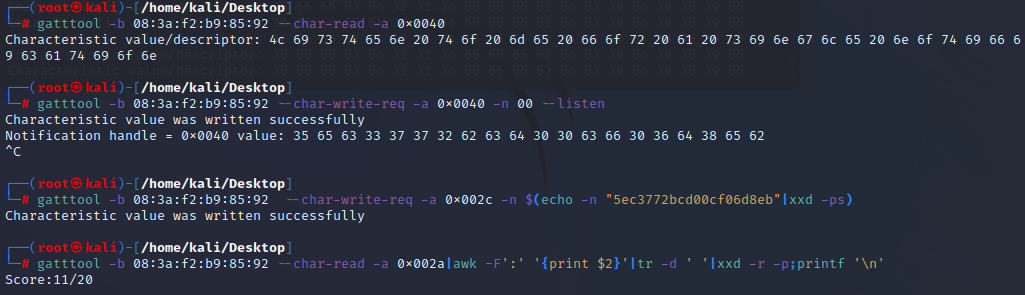 ┌──(root㉿kali)-[/home/kali/Desktop]
└─# gatttool -b 08:3a:f2:b9:85:92 --char-read -a 0×0040
Characteristic value/descriptor: 4c 69 73 74 65 6e 20 74 6f 20 6d 65 20 66 6f 72 20 61 20 73 69 6e 67 6c 65 20 6e 6f 74 69 66 6
9 63 61 74 69 6f 6e
┌──(root㉿kali)-[/home/kali/Desktop]
└─# gatttool -b 08:3a:f2:b9:85:92 --char-write-req -a 0×0040 -n 00 --listen
Characteristic value was written successfully
Notification handle = 0×0040 value: 35 65 63 33 37 37 32 62 63 64 30 30 63 66 30 36 64 38 65 62
^C
┌──(root㉿kali)-[/home/kali/Desktop]
└─# gatttool -b 08:3a:f2:b9:85:92  --char-write-req -a 0×002c -n $(echo -n "5ec3772bcd00cf06d8eb"|xxd -ps)
Characteristic value was written successfully
┌──(root㉿kali)-[/home/kali/Desktop]
└─# gatttool -b 08:3a:f2:b9:85:92 --char-read -a 0×002a|awk -F':' '{print $2}'|tr -d ' '|xxd -r -p;printf '\n'
Score:11/20